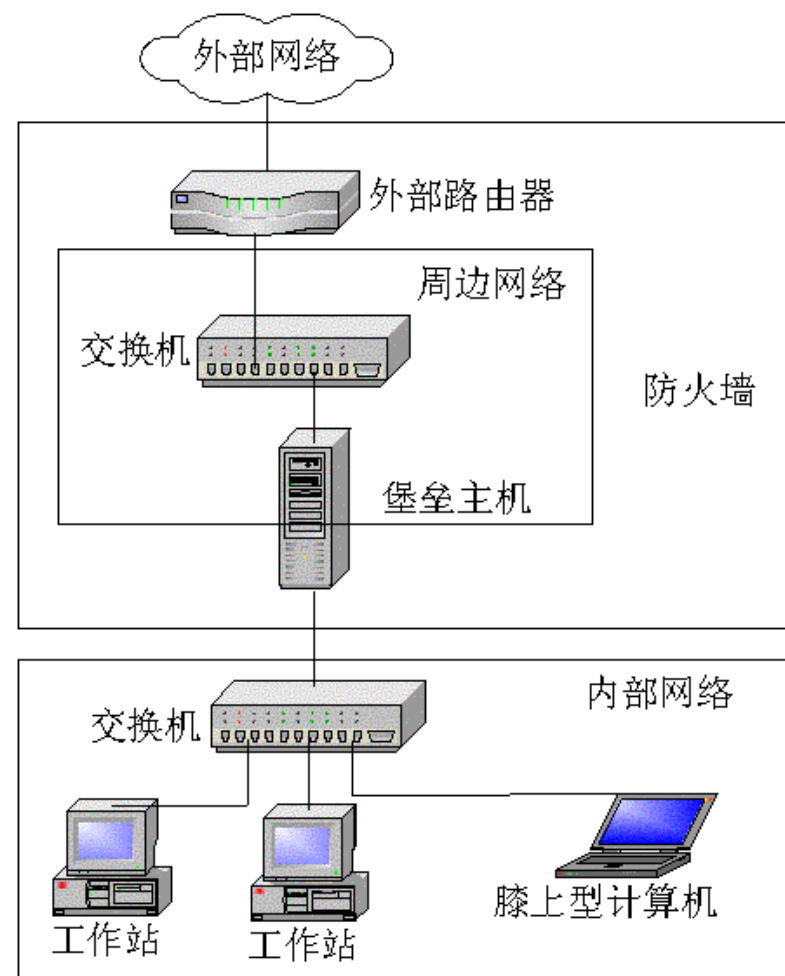 外部网络
外部路由器
周边网络
交换机
防火墙
堡垒主机
内部网络
交换机
膝上型计算机
工作站
工作站